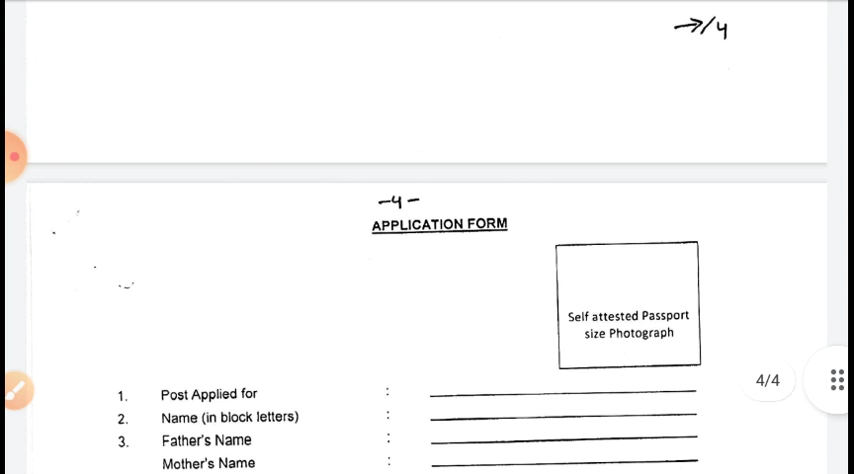 →/4
-4-
APPLICATION FORM
Self attested Passport
size Photograph
4/4
1. Post Applied for :
2. Name (in block letters) :
3. Father's Name :
Mother's Name :